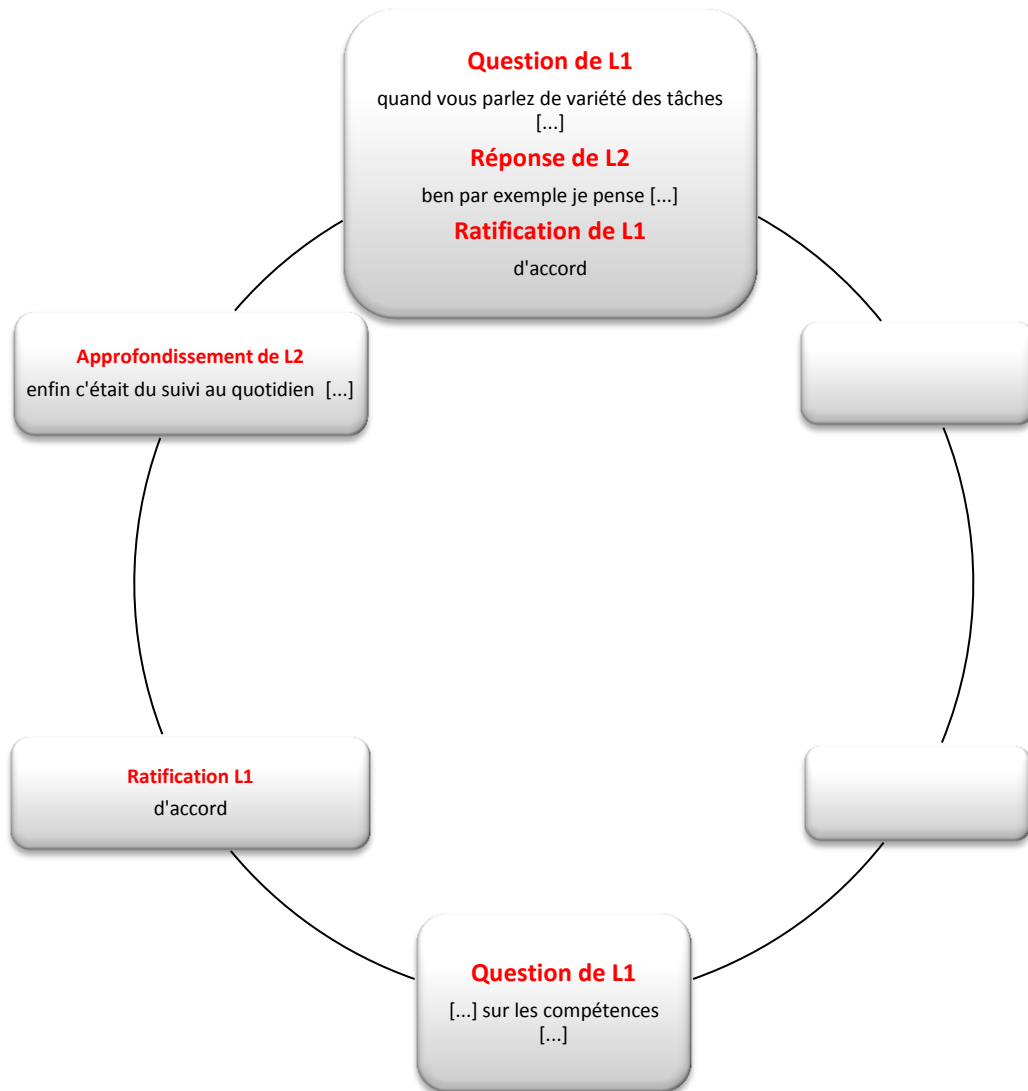 Question de L1
quand vous parlez de variété des tâches
[...]
Réponse de L2
ben par exemple je pense [...]
Ratification de L1
d'accord
Approfondissement de L2
enfin c'était du suivi au quotidien [...]
Ratification L1
d'accord
Question de L1
[...] sur les compétences
[...]